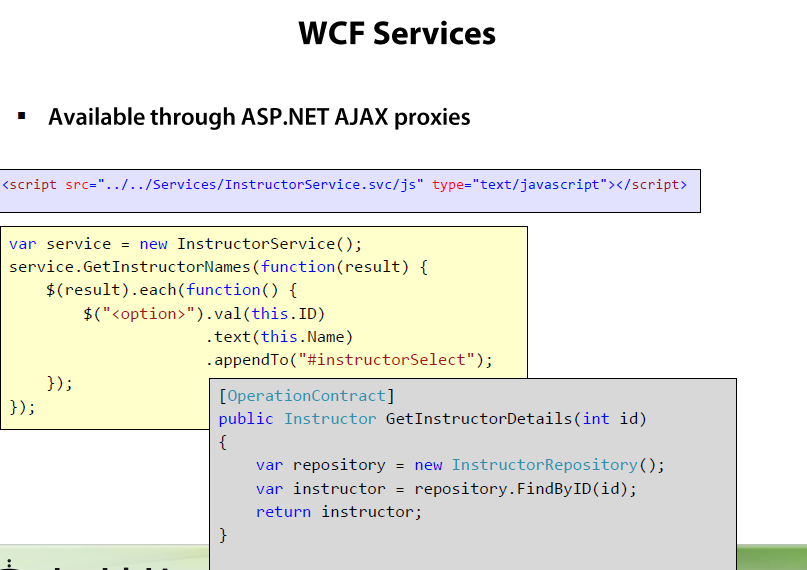 WCF Services
▪ Available through ASP.NET AJAX proxies
<script src="../../Services/InstructorService.svc/js" type="text/javascript"></script>
var service = new InstructorService();
service.GetInstructorNames(function(result) {
    $(result).each(function() {
        $("<option>").val(this.ID)
                     .text(this.Name)
                     .appendTo("#instructorSelect");
    });
});
[OperationContract]
public Instructor GetInstructorDetails(int id)
{
    var repository = new InstructorRepository();
    var instructor = repository.FindByID(id);
    return instructor;
}